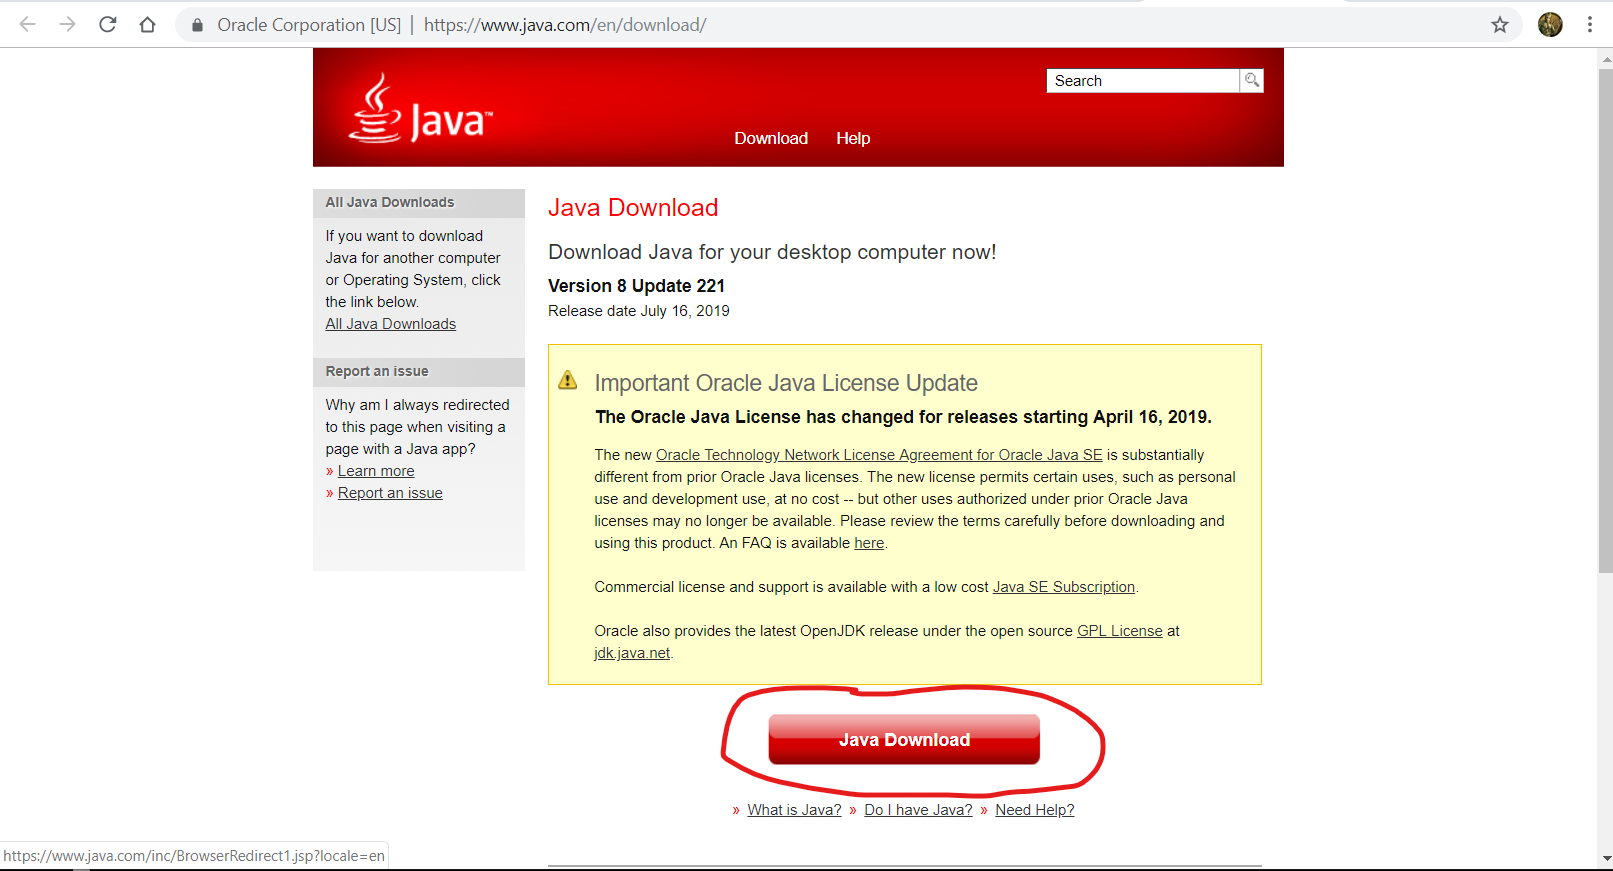 Oracle Corporation [US] | https://www.java.com/en/download/
Java™
Search
Download Help
All Java Downloads
If you want to download
Java for another computer
or Operating System, click
the link below.
All Java Downloads
Report an issue
Why am I always redirected
to this page when visiting a
page with a Java app?
» Learn more
» Report an issue
Java Download
Download Java for your desktop computer now!
Version 8 Update 221
Release date July 16, 2019
Important Oracle Java License Update
The Oracle Java License has changed for releases starting April 16, 2019.
The new Oracle Technology Network License Agreement for Oracle Java SE is substantially
different from prior Oracle Java licenses. The new license permits certain uses, such as personal
use and development use, at no cost -- but other uses authorized under prior Oracle Java
licenses may no longer be available. Please review the terms carefully before downloading and
using this product. An FAQ is available here.
Commercial license and support is available with a low cost Java SE Subscription.
Oracle also provides the latest OpenJDK release under the open source GPL License at
jdk.java.net.
Java Download
» What is Java? » Do I have Java? » Need Help?
https://www.java.com/inc/BrowserRedirect1.jsp?locale=en